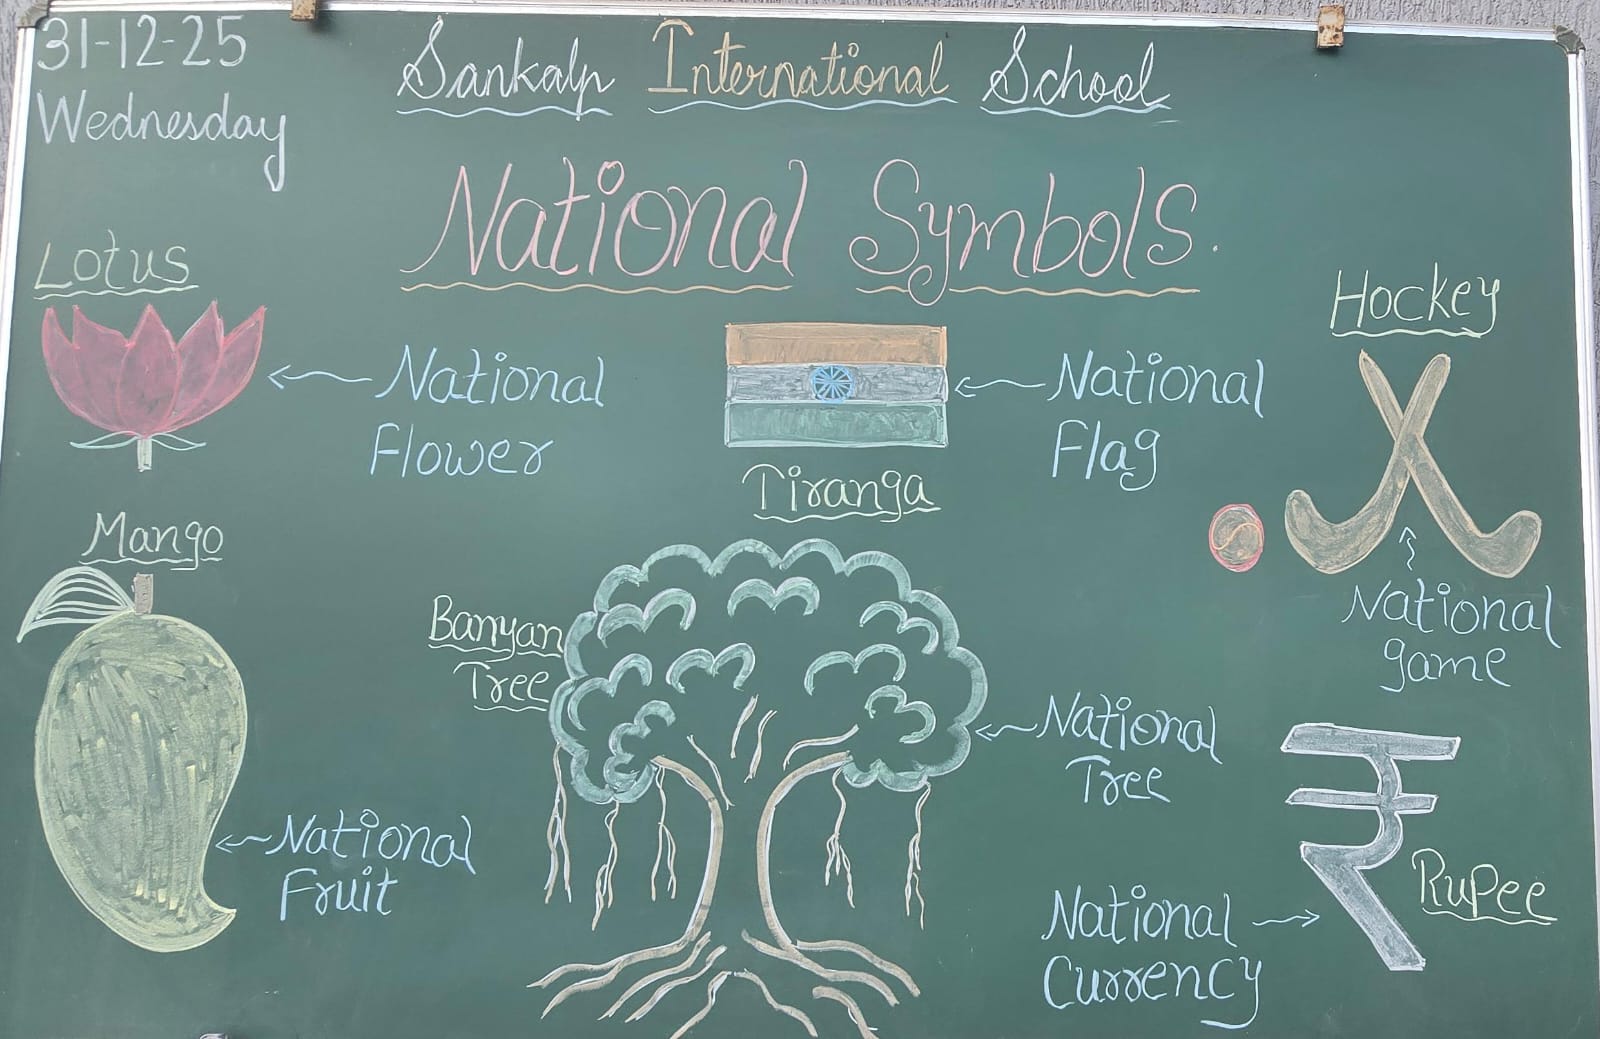 31-12-25
Wednesday
Sankalp International School
National Symbols.
Lotus
National
Flower
Tiranga
National
Flag
Hockey
National
game
Mango
National
Fruit
Banyan
Tree
National
Tree
Rupee
National
Currency